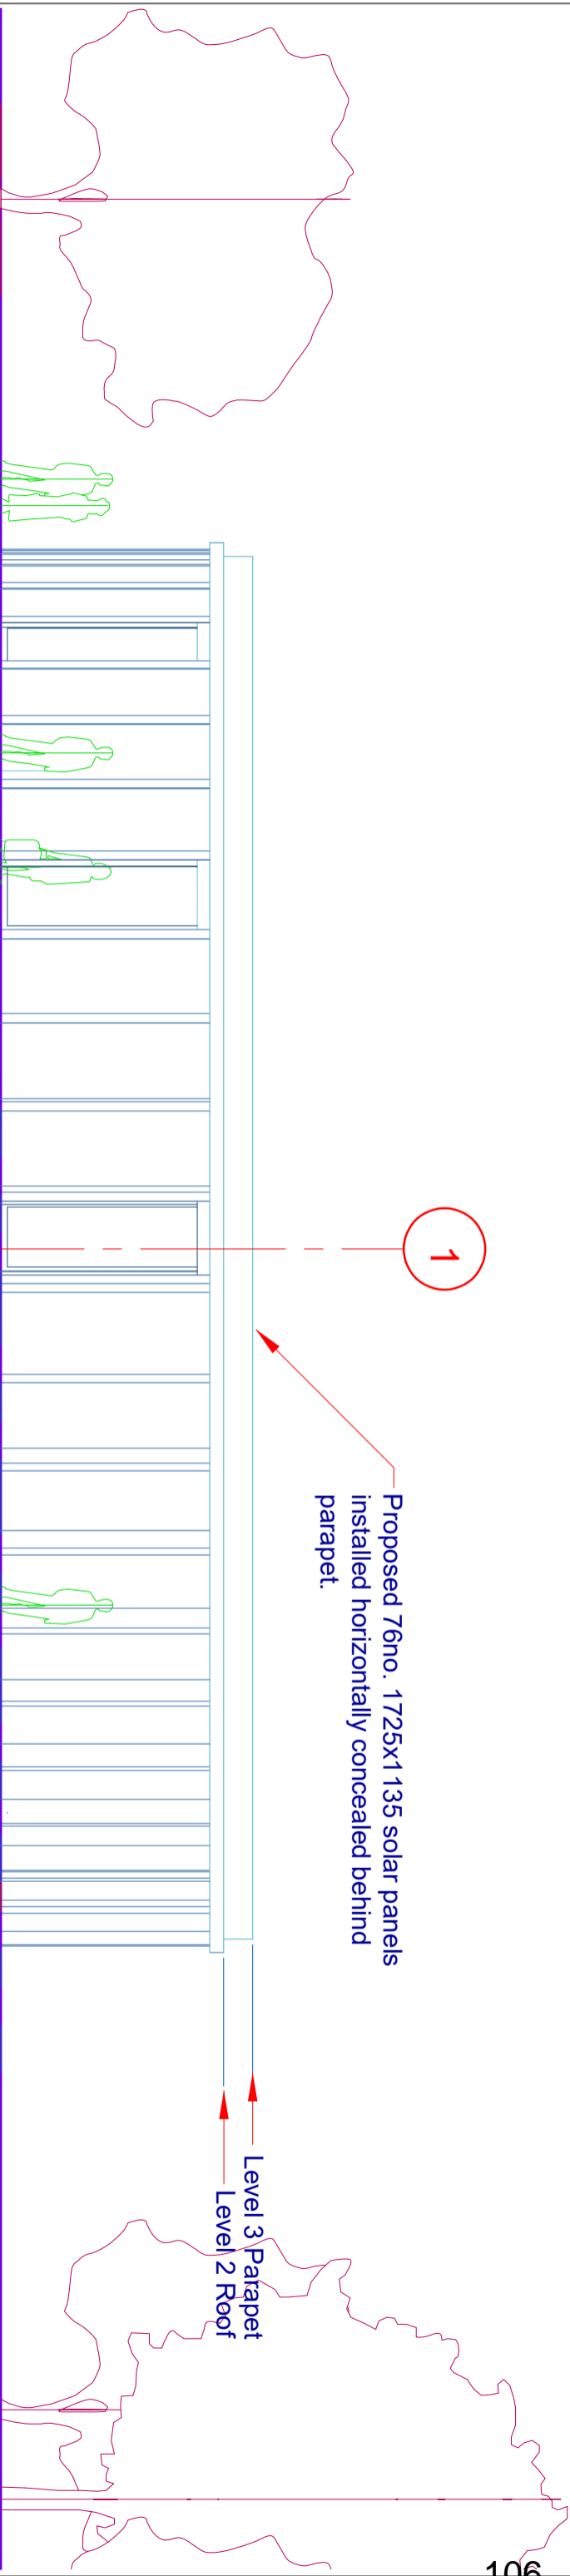 1
Proposed 76no. 1725x1135 solar panels
installed horizontally concealed behind
parapet.
Level 3 Parapet
Level 2 Roof
106